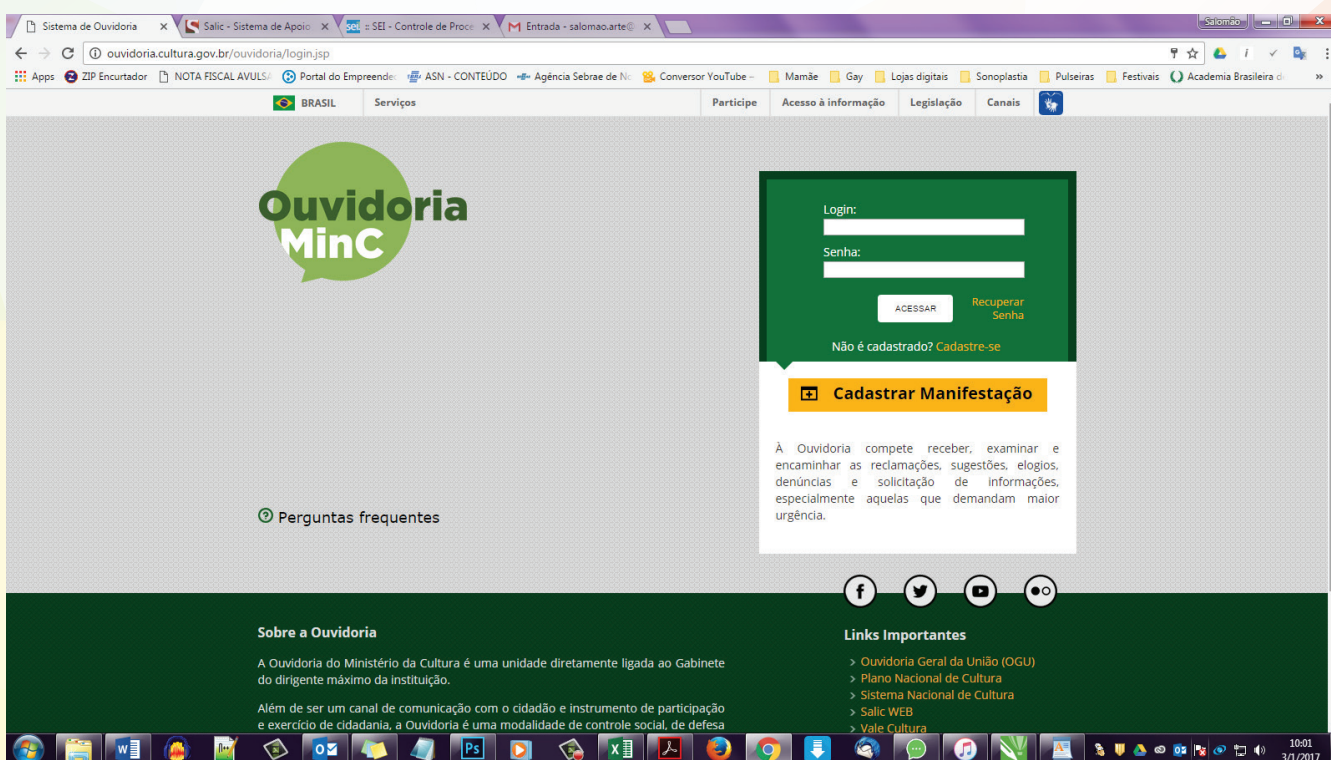 Sistema de Ouvidoria
Salic - Sistema de Apoio
sei :: SEI - Controle de Proce
Entrada - salomao.arte@
Salomão
ouvidoria.cultura.gov.br/ouvidoria/login.jsp
Apps ZIP Encurtador NOTA FISCAL AVULSA Portal do Empreende ASN - CONTEÚDO Agência Sebrae de No Conversor YouTube – Mamãe Gay Lojas digitais Sonoplastia Pulseiras Festivais Academia Brasileira d »
BRASIL Serviços Participe Acesso à informação Legislação Canais
Ouvidoria
MinC
Login:
Senha:
ACESSAR
Recuperar
Senha
Não é cadastrado? Cadastre-se
Cadastrar Manifestação
À Ouvidoria compete receber, examinar e
encaminhar as reclamações, sugestões, elogios,
denúncias e solicitação de informações,
especialmente aquelas que demandam maior
urgência.
Perguntas frequentes
Sobre a Ouvidoria
A Ouvidoria do Ministério da Cultura é uma unidade diretamente ligada ao Gabinete
do dirigente máximo da instituição.
Além de ser um canal de comunicação com o cidadão e instrumento de participação
e exercício de cidadania, a Ouvidoria é uma modalidade de controle social, de defesa
Links Importantes
> Ouvidoria Geral da União (OGU)
> Plano Nacional de Cultura
> Sistema Nacional de Cultura
> Salic WEB
> Vale Cultura
10:01
3/1/2017